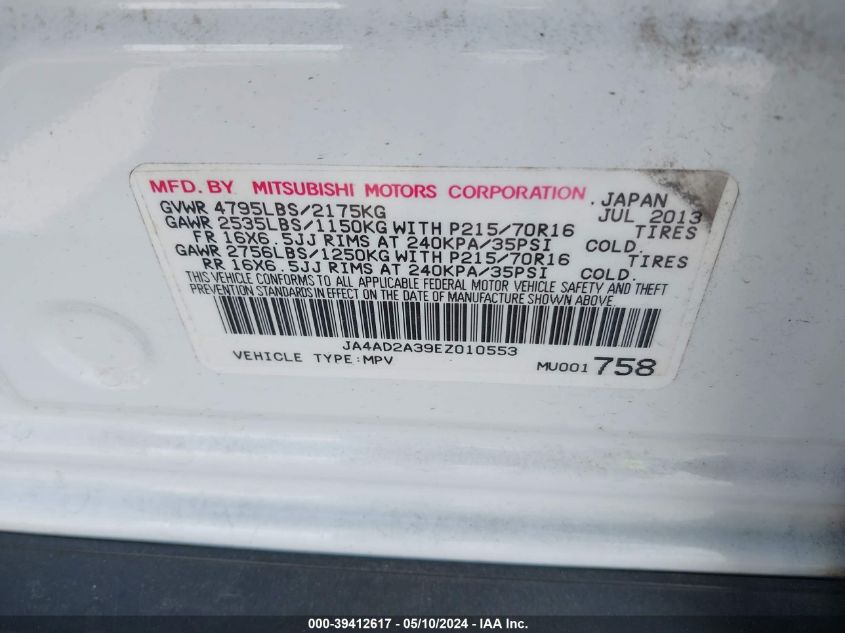 MFD. BY MITSUBISHI MOTORS CORPORATION .JAPAN
GVWR 4795LBS/2175KG JUL 2013
GAWR 2535LBS/1150KG WITH P215/70R16 TIRES
FR 16X6.5JJ RIMS AT 240KPA/35PSI COLD.
GAWR 2756LBS/1250KG WITH P215/70R16 TIRES
RR 16X6.5JJ RIMS AT 240KPA/35PSI COLD.
THIS VEHICLE CONFORMS TO ALL APPLICABLE FEDERAL MOTOR VEHICLE SAFETY AND THEFT
PREVENTION STANDARDS IN EFFECT ON THE DATE OF MANUFACTURE SHOWN ABOVE.
JA4AD2A39EZ010553
VEHICLE TYPE:MPV MU001758
000-39412617 - 05/10/2024 - IAA Inc.